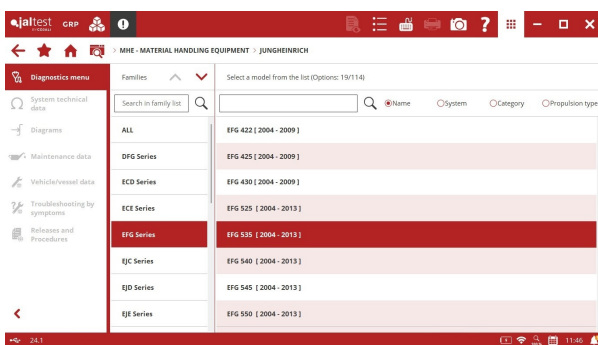 jaltest GRP
> MHE - MATERIAL HANDLING EQUIPMENT > JUNGHEINRICH
Diagnostics menu
System technical
data
Diagrams
Maintenance data
Vehicle/vessel data
Troubleshooting by
symptoms
Releases and
Procedures
Families
Search in family list
ALL
DFG Series
ECD Series
ECE Series
EFG Series
EJC Series
EJD Series
EJE Series
Select a model from the list (Options: 19/114)
Name System Category Propulsion type
EFG 422 [ 2004 - 2009 ]
EFG 425 [ 2004 - 2009 ]
EFG 430 [ 2004 - 2009 ]
EFG 525 [ 2004 - 2013 ]
EFG 535 [ 2004 - 2013 ]
EFG 540 [ 2004 - 2013 ]
EFG 545 [ 2004 - 2013 ]
EFG 550 [ 2004 - 2013 ]
24.1
11:46